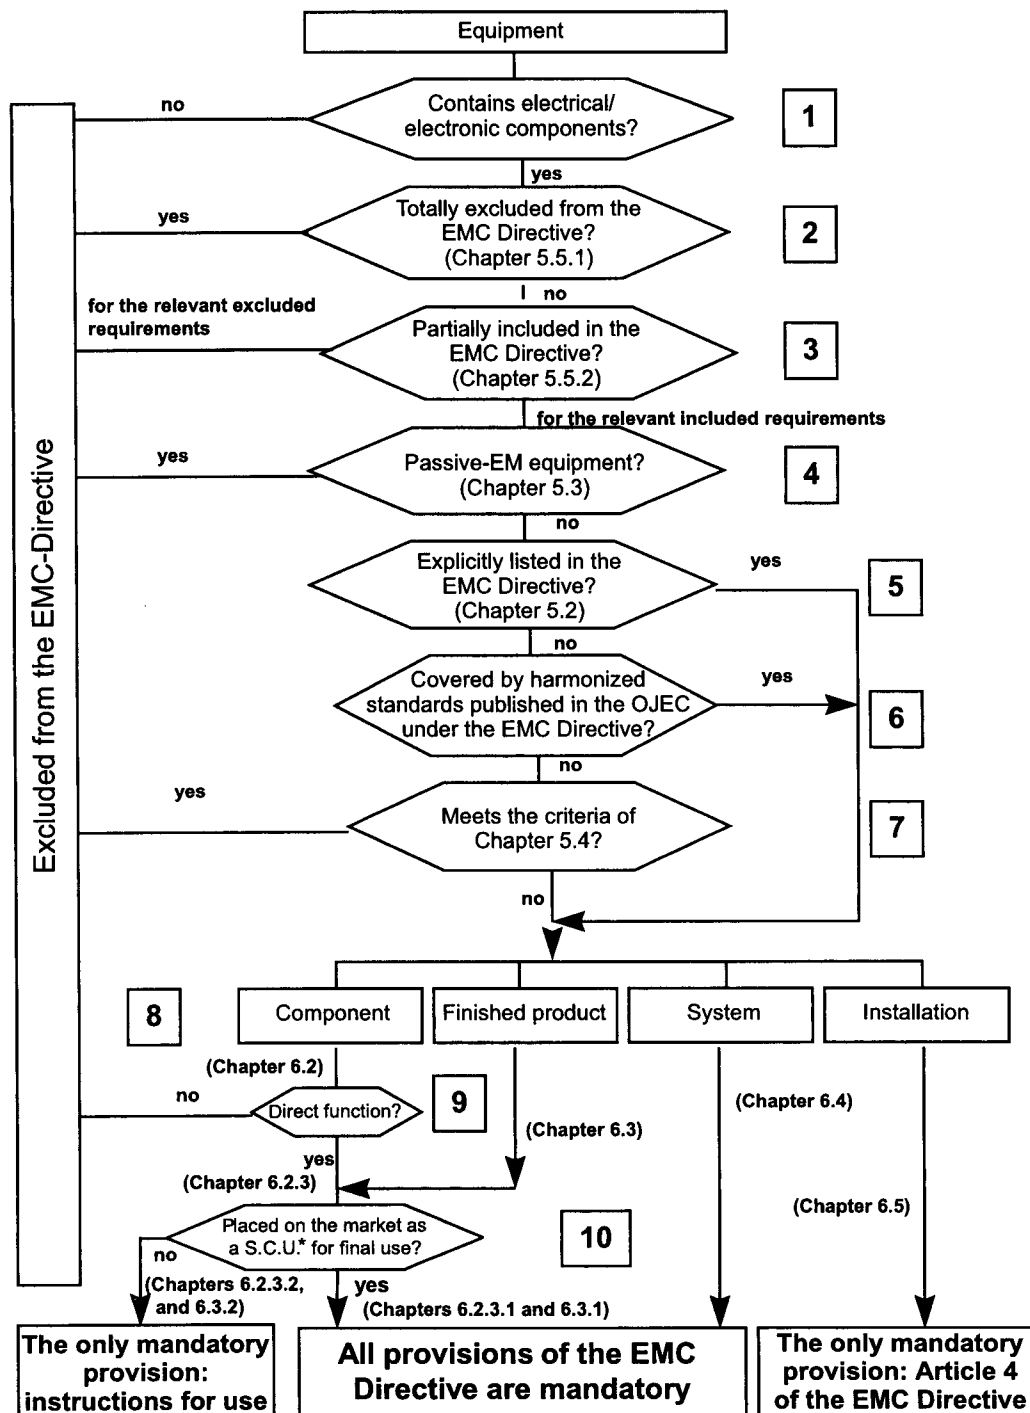 Equipment
no
Contains electrical/
electronic components?
1
yes
yes
Totally excluded from the
EMC Directive?
(Chapter 5.5.1)
2
no
for the relevant excluded
requirements
Partially included in the
EMC Directive?
(Chapter 5.5.2)
3
for the relevant included requirements
yes
Passive-EM equipment?
(Chapter 5.3)
4
no
Explicitly listed in the
EMC Directive?
(Chapter 5.2)
yes
5
no
Covered by harmonized
standards published in the OJEC
under the EMC Directive?
yes
6
no
yes
Meets the criteria of
Chapter 5.4?
7
no
Excluded from the EMC-Directive
8
Component
Finished product
System
Installation
(Chapter 6.2)
no
Direct function?
9
(Chapter 6.4)
(Chapter 6.3)
yes
(Chapter 6.2.3)
(Chapter 6.5)
Placed on the market as
a S.C.U.* for final use?
10
no
(Chapters 6.2.3.2,
and 6.3.2)
yes
(Chapters 6.2.3.1 and 6.3.1)
The only mandatory
provision:
instructions for use
All provisions of the EMC
Directive are mandatory
The only mandatory
provision: Article 4
of the EMC Directive